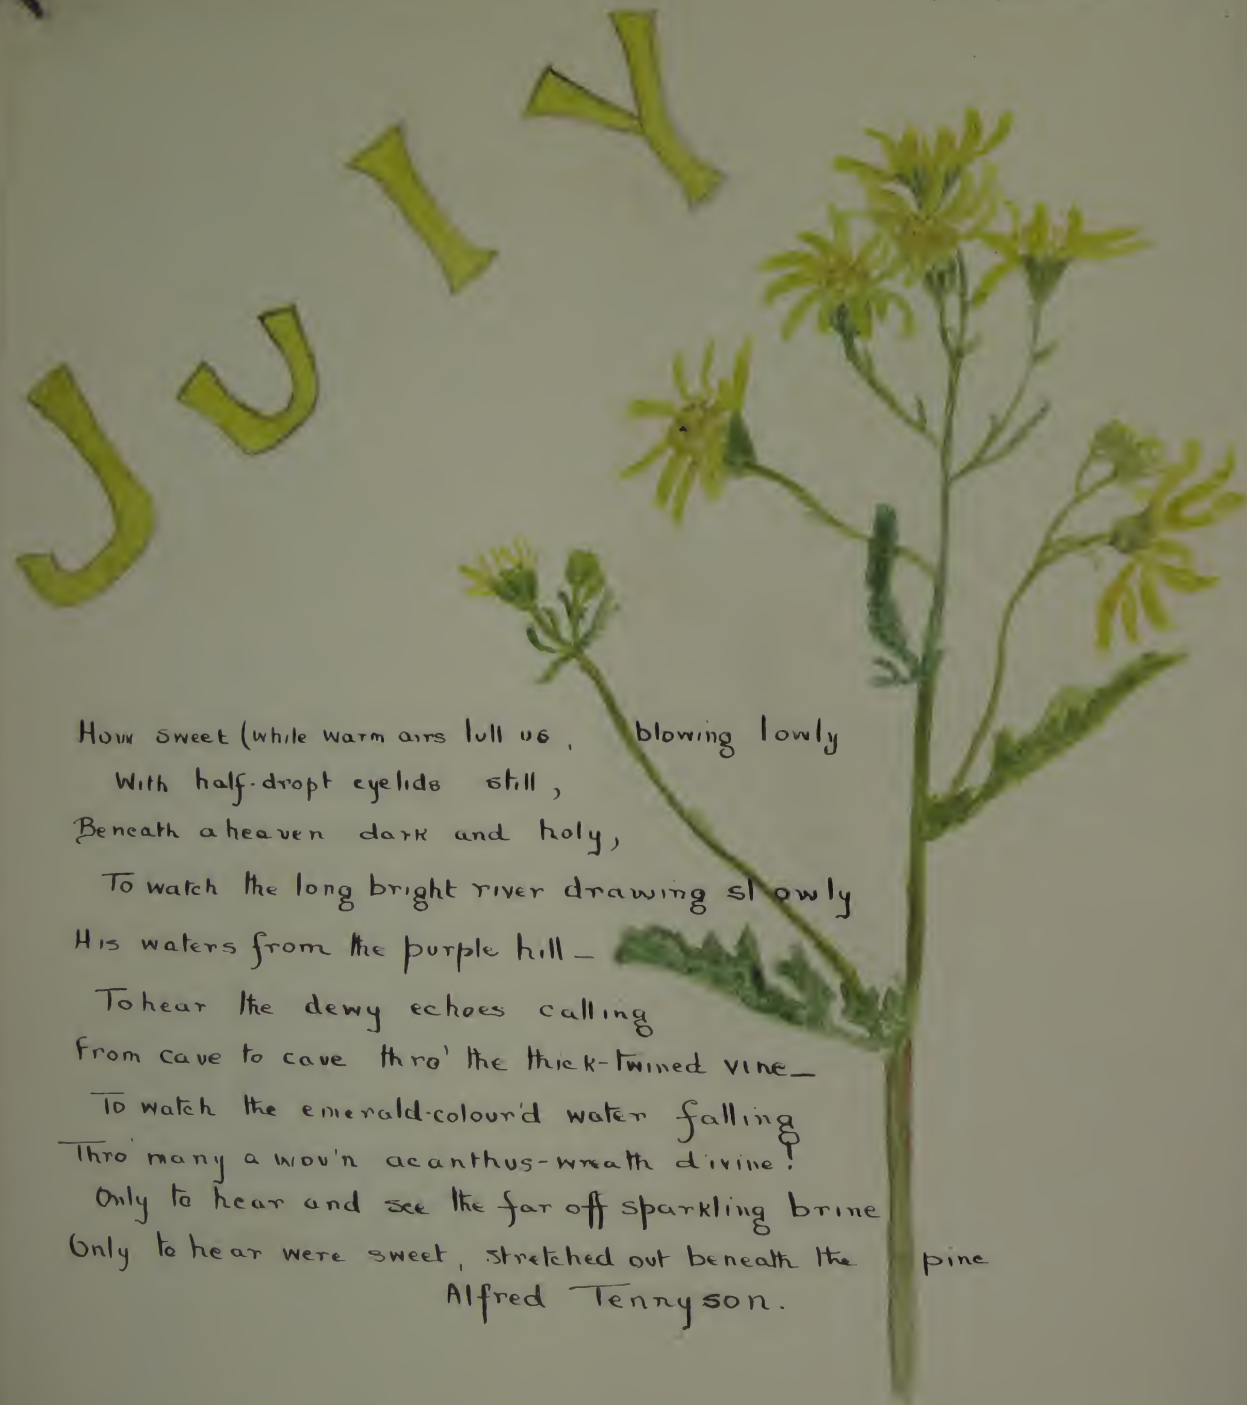 JULY
How sweet (while warm airs lull us, blowing lowly
With half-dropt eyelids still,
Beneath a heaven dark and holy,
To watch the long bright river drawing slowly
His waters from the purple hill -
To hear the dewy echoes calling
From cave to cave thro' the thick-twined vine -
To watch the emerald-colour'd water falling
Thro' many a wov'n acanthus-wreath divine!
Only to hear and see the far off sparkling brine
Only to hear were sweet, stretched out beneath the pine
Alfred Tennyson.